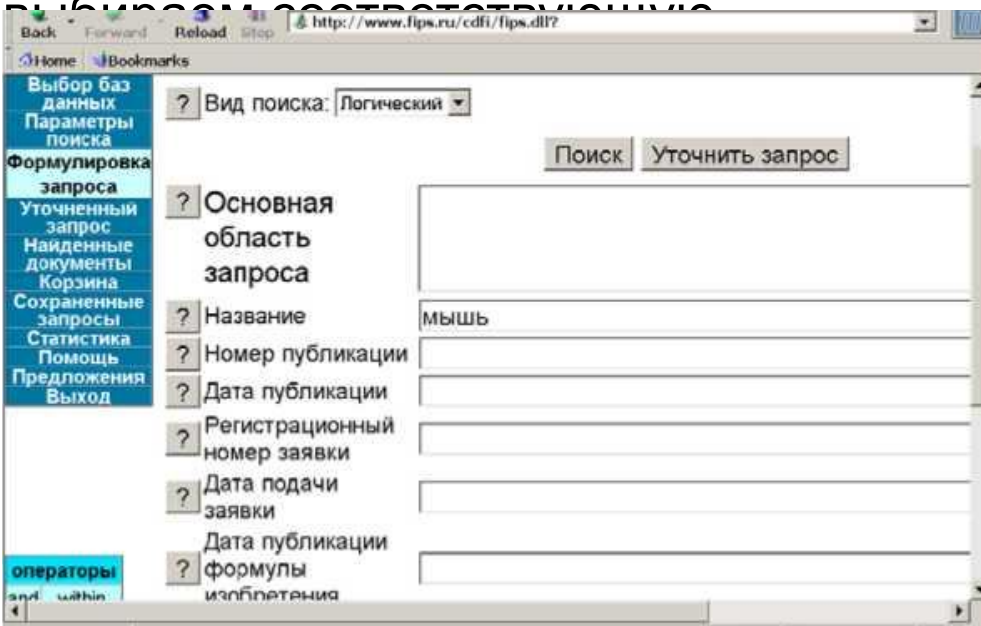 выбираем соответствующую
Back Forward Reload Stop http://www.fips.ru/cdfi/fips.dll?
Home Bookmarks
Выбор баз
данных
Параметры
поиска
Формулировка
запроса
Уточненный
запрос
Найденные
документы
Корзина
Сохраненные
запросы
Статистика
Помощь
Предложения
Выход
операторы
and within
? Вид поиска: Логический
Поиск Уточнить запрос
? Основная
область
запроса
? Название мышь
? Номер публикации
? Дата публикации
? Регистрационный
номер заявки
? Дата подачи
заявки
Дата публикации
? формулы
изобретения